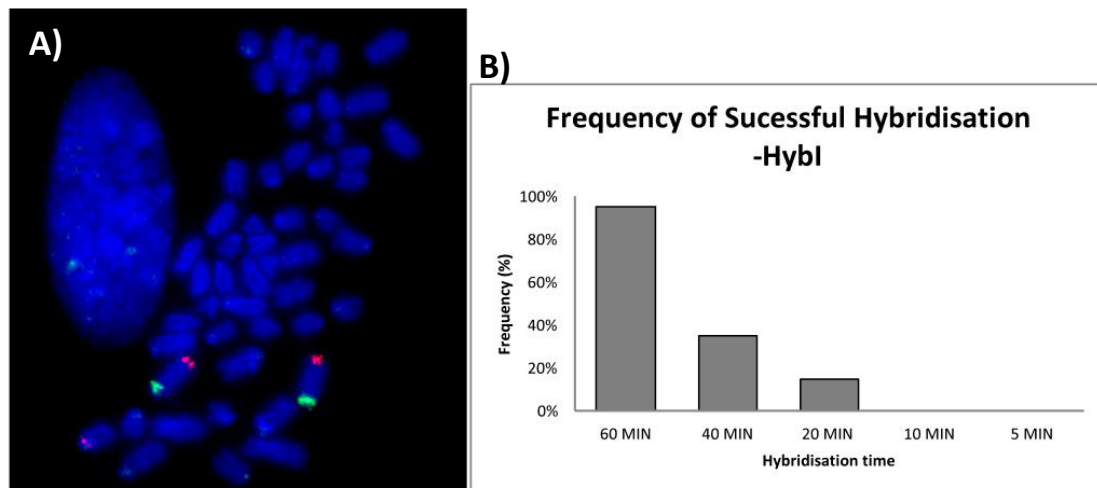 A)
B)
Frequency of Sucessful Hybridisation
-HybI
100%
80%
60%
40%
20%
0%
Frequency (%)
60 MIN 40 MIN 20 MIN 10 MIN 5 MIN
Hybridisation time